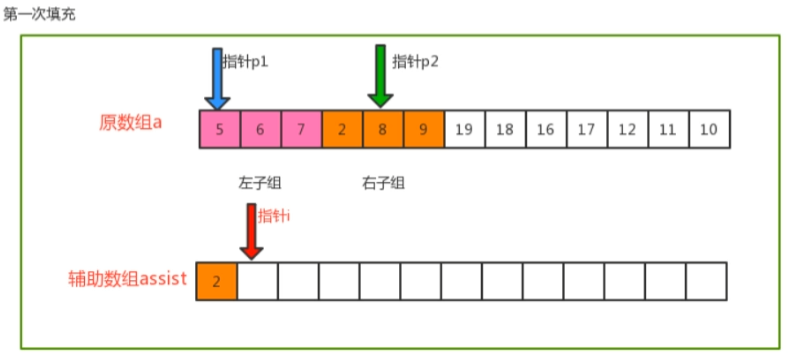 第一次填充
指针p1 指针p2
原数组a 5 6 7 2 8 9 19 18 16 17 12 11 10
左子组 右子组
指针i
辅助数组assist 2